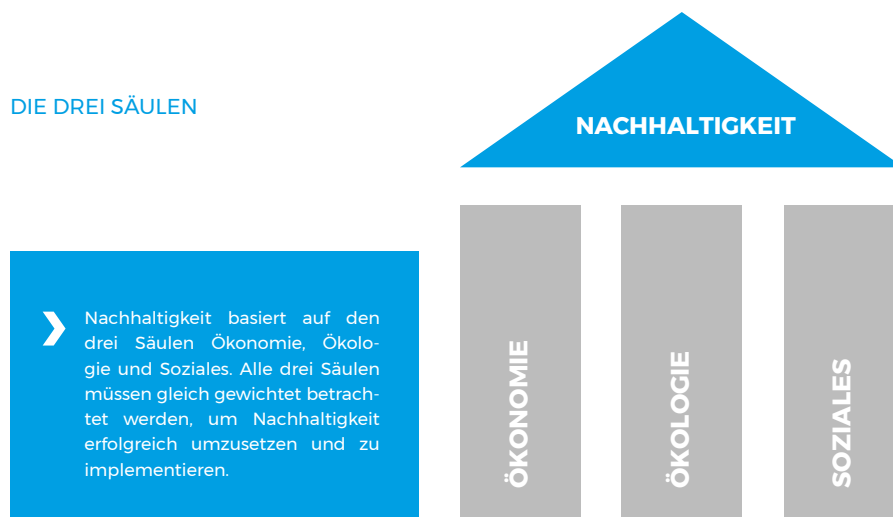 DIE DREI SÄULEN
NACHHALTIGKEIT
Nachhaltigkeit basiert auf den
drei Säulen Ökonomie, Ökolo-
gie und Soziales. Alle drei Säulen
müssen gleich gewichtet betrach-
tet werden, um Nachhaltigkeit
erfolgreich umzusetzen und zu
implementieren.
ÖKONOMIE
ÖKOLOGIE
SOZIALES